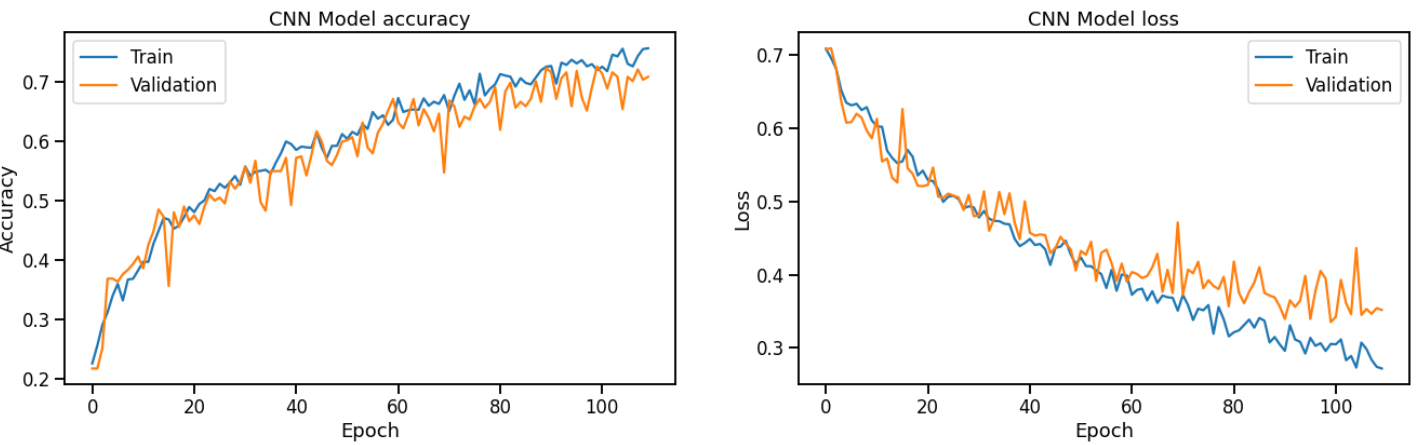 CNN Model accuracy
Train
Validation
0.7
0.6
0.5
0.4
0.3
0.2
Accuracy
0 20 40 60 80 100
Epoch
CNN Model loss
Train
Validation
0.7
0.6
0.5
0.4
0.3
Loss
0 20 40 60 80 100
Epoch